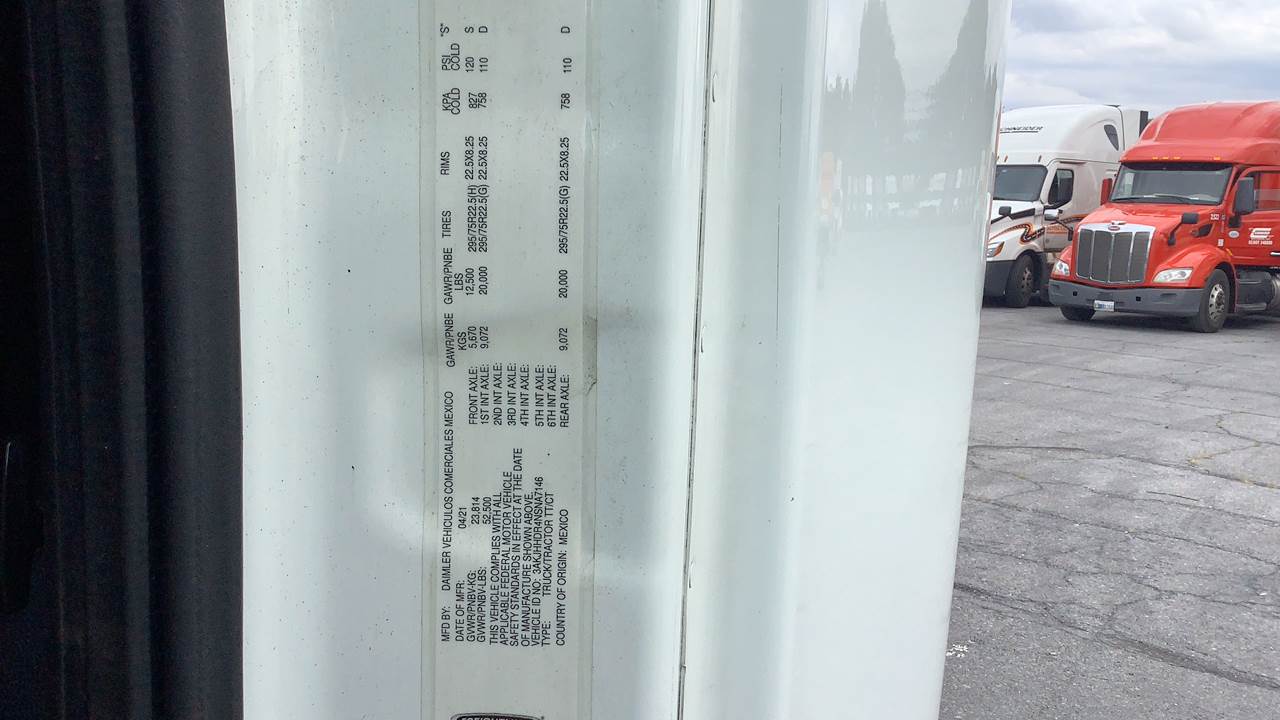 MFD BY: DAIMLER VEHICULOS COMERCIALES MEXICO
DATE OF MFR: 04/21
GVWR/PNBV-KG: 23,814
GVWR/PNBV-LBS: 52,500
THIS VEHICLE COMPLIES WITH ALL
APPLICABLE FEDERAL MOTOR VEHICLE
SAFETY STANDARDS IN EFFECT AT THE DATE
OF MANUFACTURE SHOWN ABOVE.
VEHICLE ID NO: 3AKJHHDR4NSNA7146
TYPE: TRUCK/TRACTOR TT/CT
COUNTRY OF ORIGIN: MEXICO
GAWR/PNBE GAWR/PNBE TIRES RIMS KPA PSI "S"
KGS LBS COLD COLD
FRONT AXLE: 5,670 12,500 295/75R22.5(H) 22.5X8.25 827 120 S
1ST INT AXLE: 9,072 20,000 295/75R22.5(G) 22.5X8.25 758 110 D
2ND INT AXLE:
3RD INT AXLE:
4TH INT AXLE:
5TH INT AXLE:
6TH INT AXLE:
REAR AXLE: 9,072 20,000 295/75R22.5(G) 22.5X8.25 758 110 D